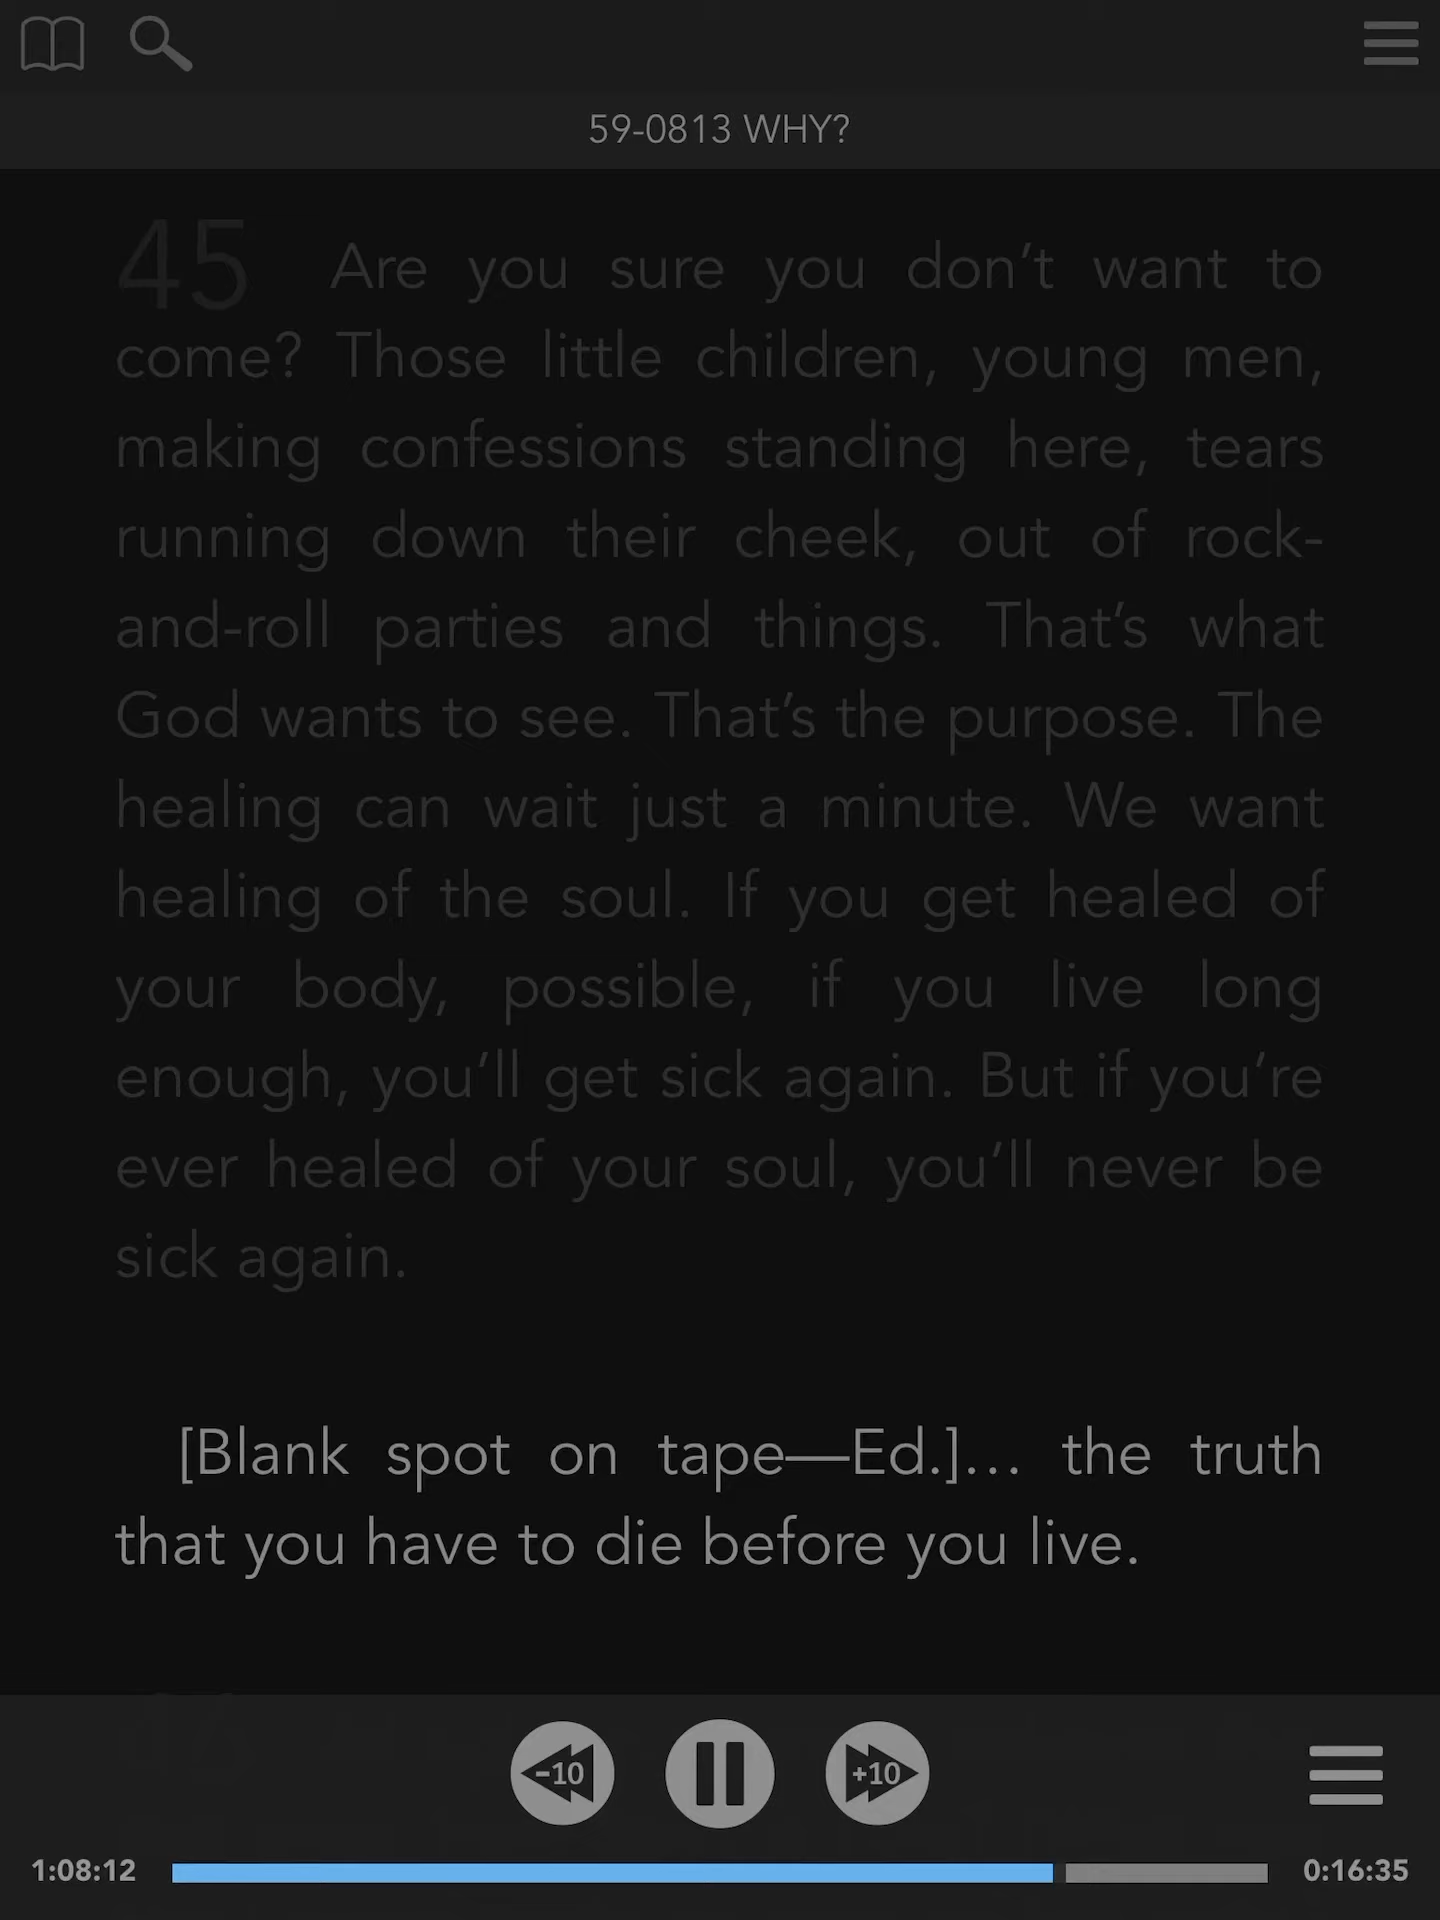 59-0813 WHY?
45 Are you sure you don’t want to
come? Those little children, young men,
making confessions standing here, tears
running down their cheek, out of rock-
and-roll parties and things. That’s what
God wants to see. That’s the purpose. The
healing can wait just a minute. We want
healing of the soul. If you get healed of
your body, possible, if you live long
enough, you’ll get sick again. But if you’re
ever healed of your soul, you’ll never be
sick again.
[Blank spot on tape—Ed.]… the truth
that you have to die before you live.
-10 +10
1:08:12 0:16:35